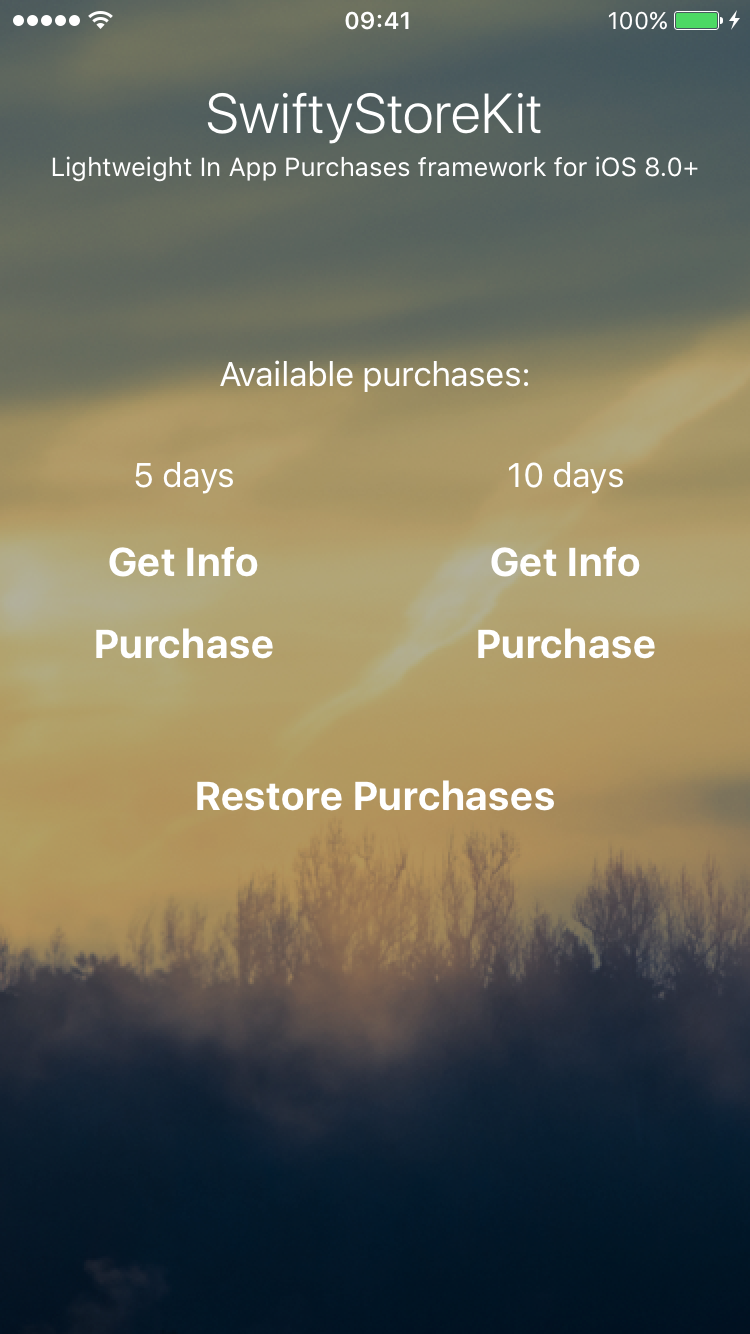 09:41
100%
SwiftyStoreKit
Lightweight In App Purchases framework for iOS 8.0+
Available purchases:
5 days
10 days
Get Info
Get Info
Purchase
Purchase
Restore Purchases